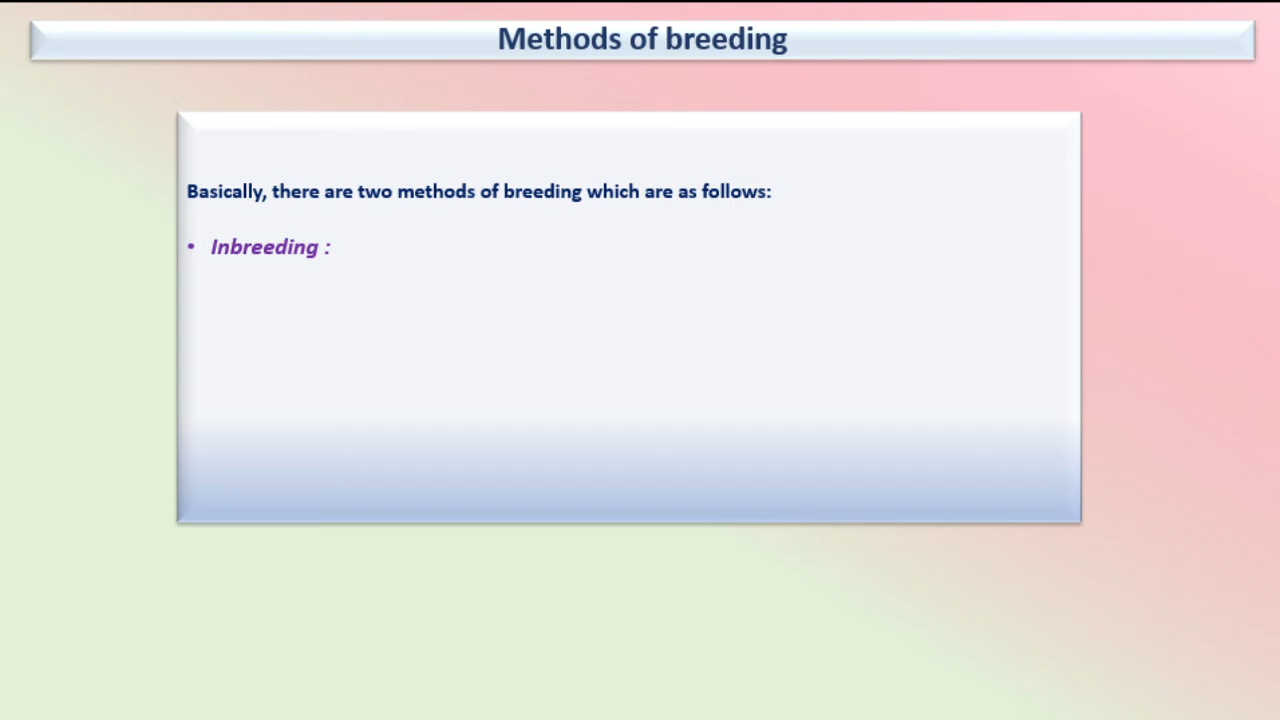 Methods of breeding
Basically, there are two methods of breeding which are as follows:
• Inbreeding :